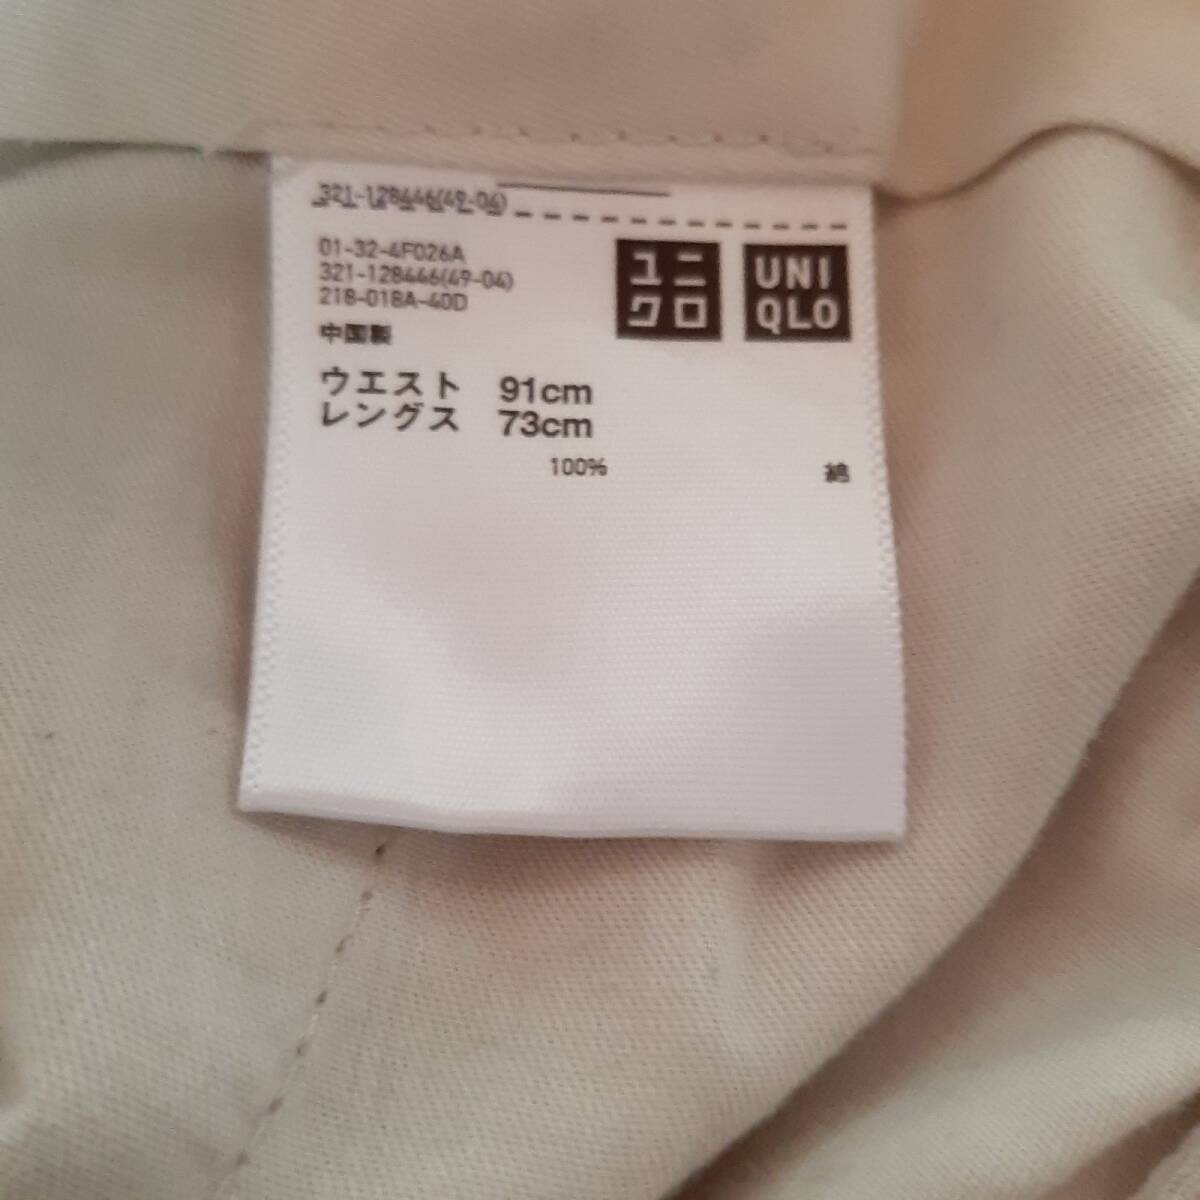 321-128446(49-04)
01-32-4F026A
321-128446(49-04)
218-018A-40D
中国製
ユニ
クロ
UNI
QLO
ウエスト 91cm
レングス 73cm
100% 綿